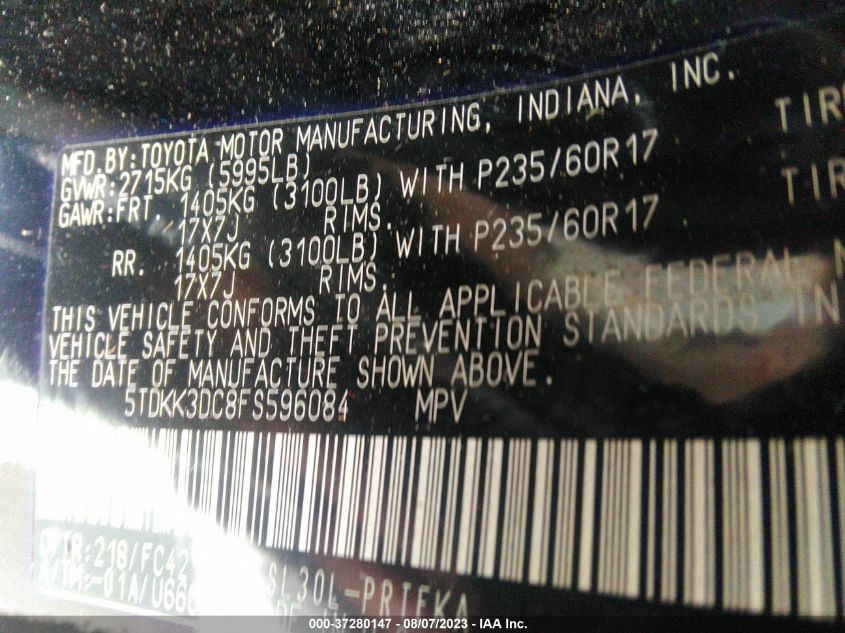 MFD.BY:TOYOTA MOTOR MANUFACTURING, INDIANA, INC.
GVWR:2715KG (5995LB)
GAWR:FRT. 1405KG (3100LB) WITH P235/60R17 TIR
17X7J RIMS.
RR. 1405KG (3100LB) WITH P235/60R17 TIR
17X7J RIMS.
THIS VEHICLE CONFORMS TO ALL APPLICABLE FEDERAL M
VEHICLE SAFETY AND THEFT PREVENTION STANDARDS IN
THE DATE OF MANUFACTURE SHOWN ABOVE.
5TDKK3DC8FS596084 MPV
TR:218/FC42
A/TM:-01A/U660
SL30L-PRTFKA
000-37280147 - 08/07/2023 - IAA Inc.